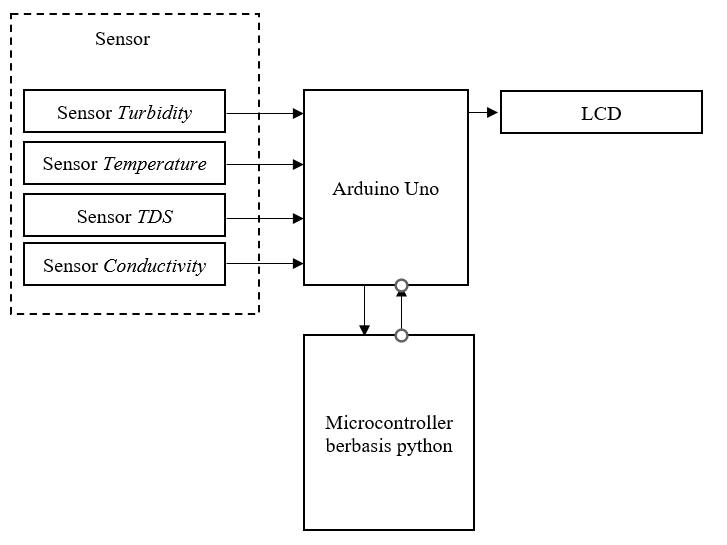 Sensor
Sensor Turbidity
Sensor Temperature
Sensor TDS
Sensor Conductivity
Arduino Uno
LCD
Microcontroller
berbasis python